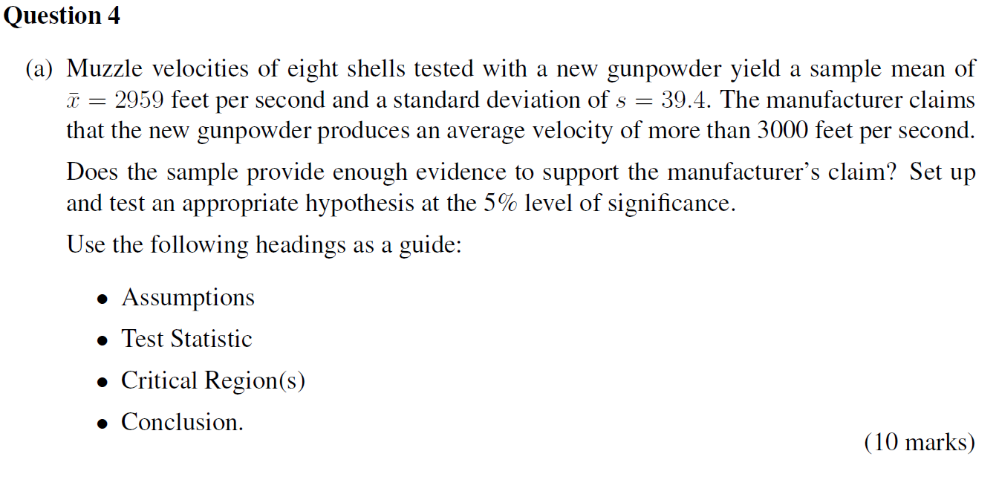 Question 4
(a) Muzzle velocities of eight shells tested with a new gunpowder yield a sample mean of
x̄ = 2959 feet per second and a standard deviation of s = 39.4. The manufacturer claims
that the new gunpowder produces an average velocity of more than 3000 feet per second.
Does the sample provide enough evidence to support the manufacturer’s claim? Set up
and test an appropriate hypothesis at the 5% level of significance.
Use the following headings as a guide:
• Assumptions
• Test Statistic
• Critical Region(s)
• Conclusion.
(10 marks)